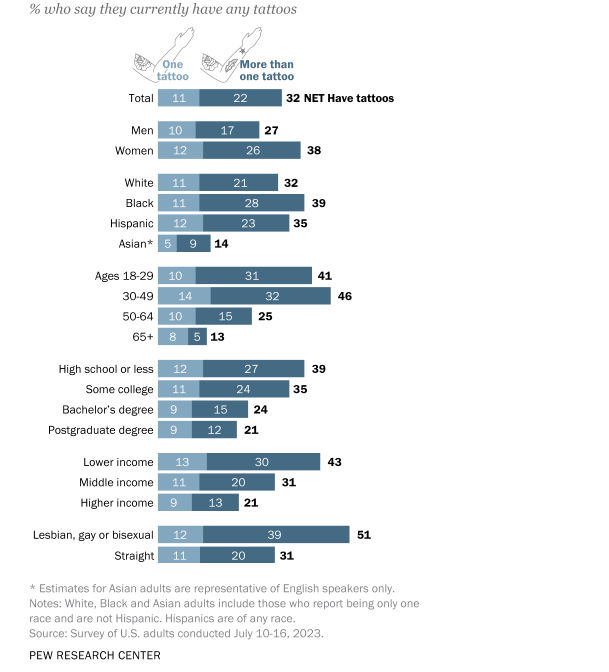 % who say they currently have any tattoos
One tattoo
More than one tattoo
Total 11 22 32 NET Have tattoos
Men 10 17 27
Women 12 26 38
White 11 21 32
Black 11 28 39
Hispanic 12 23 35
Asian* 5 9 14
Ages 18-29 10 31 41
30-49 14 32 46
50-64 10 15 25
65+ 8 5 13
High school or less 12 27 39
Some college 11 24 35
Bachelor’s degree 9 15 24
Postgraduate degree 9 12 21
Lower income 13 30 43
Middle income 11 20 31
Higher income 9 13 21
Lesbian, gay or bisexual 12 39 51
Straight 11 20 31
* Estimates for Asian adults are representative of English speakers only.
Notes: White, Black and Asian adults include those who report being only one
race and are not Hispanic. Hispanics are of any race.
Source: Survey of U.S. adults conducted July 10-16, 2023.
PEW RESEARCH CENTER